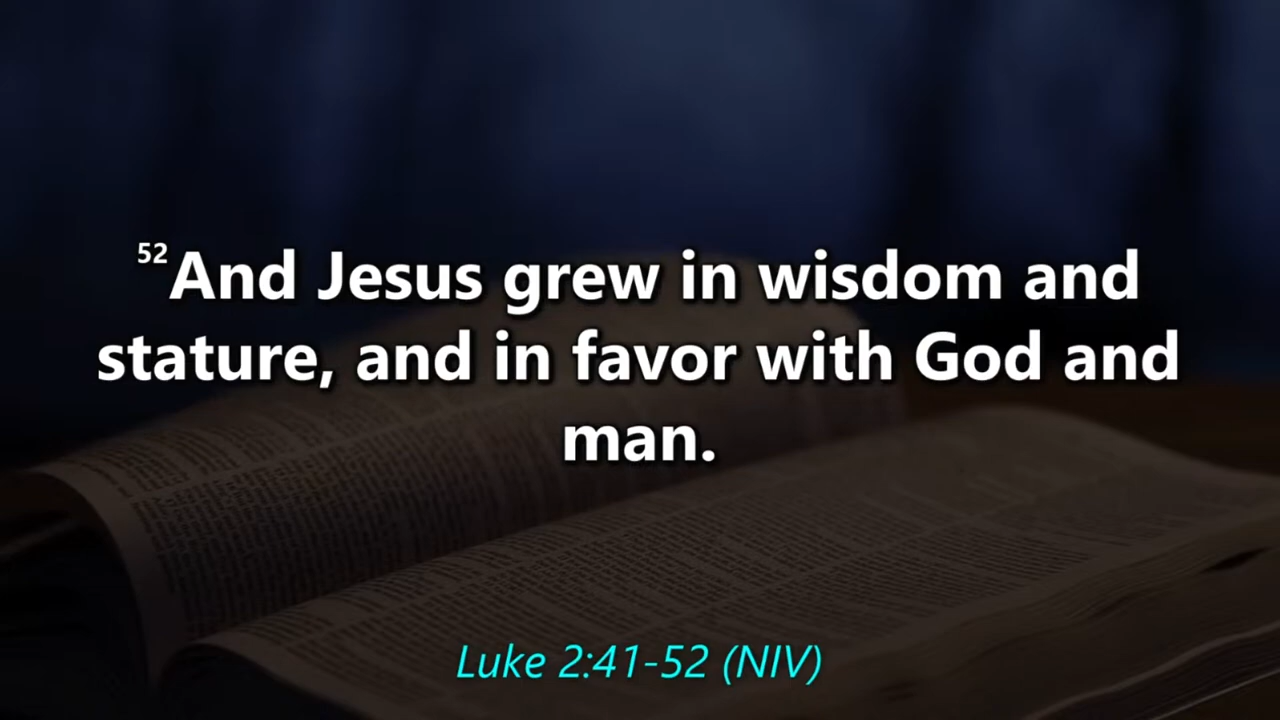 52And Jesus grew in wisdom and
stature, and in favor with God and
man.
Luke 2:41-52 (NIV)